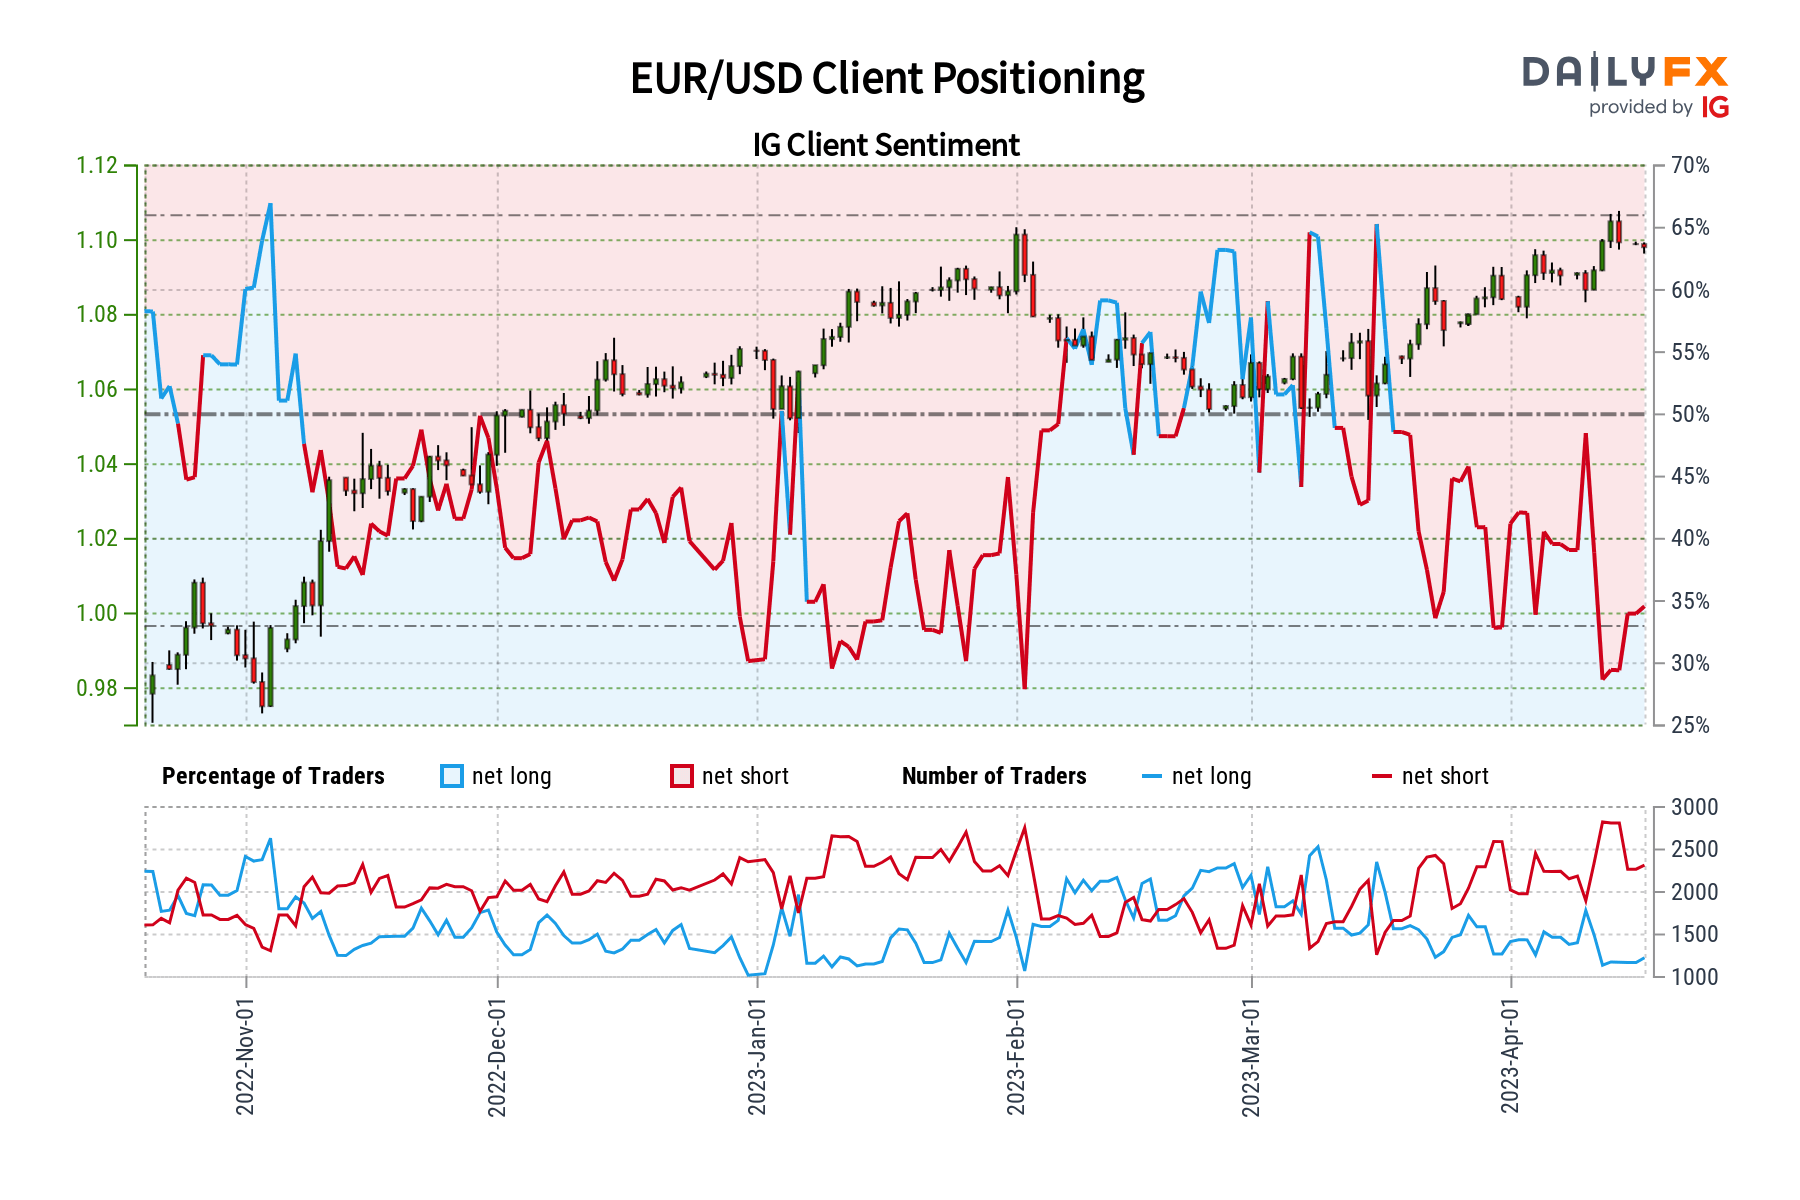 EUR/USD Client Positioning
DAILYFX
provided by IG
IG Client Sentiment
1.12
1.10
1.08
1.06
1.04
1.02
1.00
0.98
70%
65%
60%
55%
50%
45%
40%
35%
30%
25%
Percentage of Traders net long net short Number of Traders net long net short
3000
2500
2000
1500
1000
2022-Nov-01
2022-Dec-01
2023-Jan-01
2023-Feb-01
2023-Mar-01
2023-Apr-01